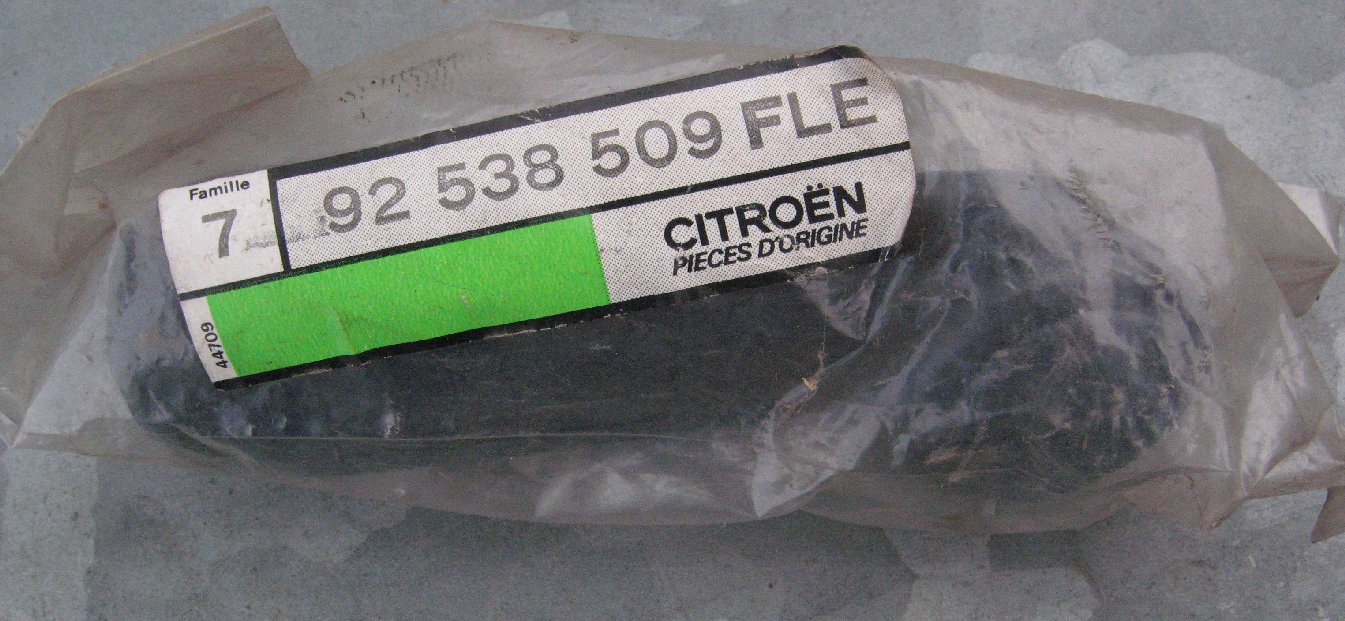 Famille
7
92 538 509 FLE
CITROËN
PIECES D'ORIGINE
44709